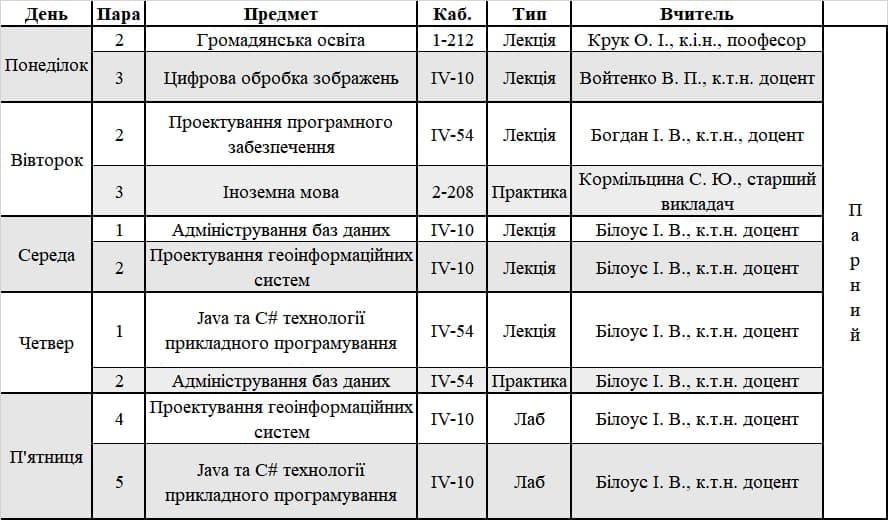 День Пара Предмет Каб. Тип Вчитель
Понеділок
2 Громадянська освіта 1-212 Лекція Крук О. І., к.і.н., поофесор
3 Цифрова обробка зображень IV-10 Лекція Войтенко В. П., к.т.н. доцент
Вівторок
2 Проектування програмного
забезпечення IV-54 Лекція Богдан І. В., к.т.н., доцент
3 Іноземна мова 2-208 Практика Кормільцина С. Ю., старший
викладач
Середа
1 Адміністрування баз даних IV-10 Лекція Білоус І. В., к.т.н. доцент
2 Проектування геоінформаційних
систем IV-10 Лекція Білоус І. В., к.т.н. доцент
Четвер
1 Java та C# технології
прикладного програмування IV-54 Лекція Білоус І. В., к.т.н. доцент
2 Адміністрування баз даних IV-54 Практика Білоус І. В., к.т.н. доцент
П'ятниця
4 Проектування геоінформаційних
систем IV-10 Лаб Білоус І. В., к.т.н. доцент
5 Java та C# технології
прикладного програмування IV-10 Лаб Білоус І. В., к.т.н. доцент
П
а
р
н
и
й